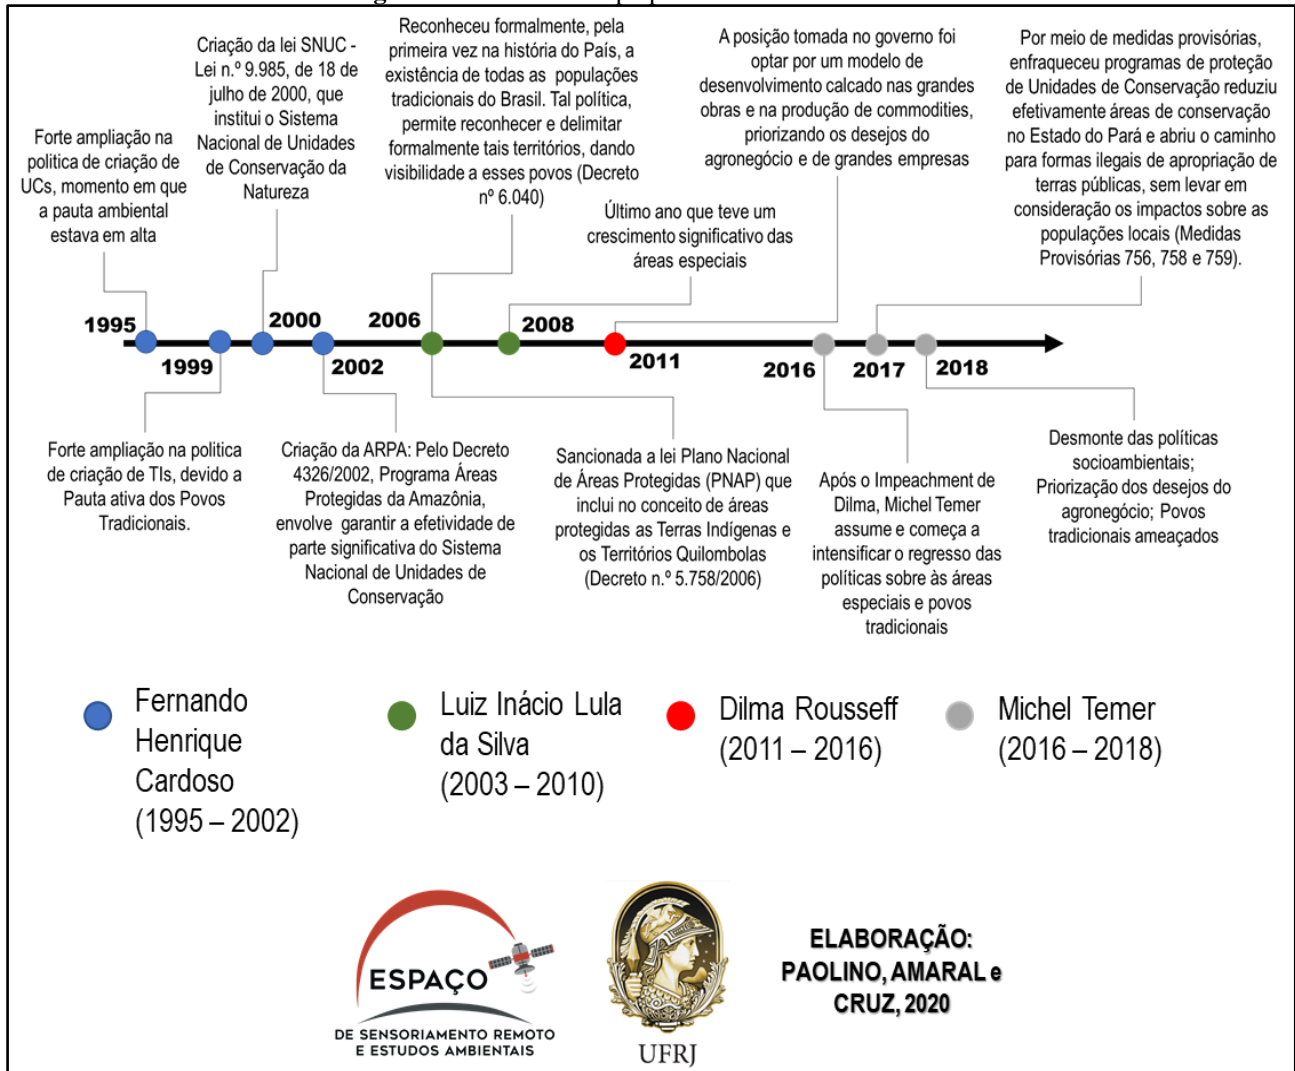 Forte ampliação na
politica de criação de
UCs, momento em que
a pauta ambiental
estava em alta
Criação da lei SNUC -
Lei n.º 9.985, de 18 de
julho de 2000, que
institui o Sistema
Nacional de Unidades
de Conservação da
Natureza
Reconheceu formalmente, pela
primeira vez na história do País, a
existência de todas as populações
tradicionais do Brasil. Tal política,
permite reconhecer e delimitar
formalmente tais territórios, dando
visibilidade a esses povos (Decreto
nº 6.040)
Último ano que teve um
crescimento significativo das
áreas especiais
A posição tomada no governo foi
optar por um modelo de
desenvolvimento calcado nas grandes
obras e na produção de commodities,
priorizando os desejos do
agronegócio e de grandes empresas
Por meio de medidas provisórias,
enfraqueceu programas de proteção
de Unidades de Conservação reduziu
efetivamente áreas de conservação
no Estado do Pará e abriu o caminho
para formas ilegais de apropriação de
terras públicas, sem levar em
consideração os impactos sobre as
populações locais (Medidas
Provisórias 756, 758 e 759).
1995
1999
2000
2002
2006
2008
2011
2016
2017
2018
Forte ampliação na politica
de criação de TIs, devido a
Pauta ativa dos Povos
Tradicionais.
Criação da ARPA: Pelo Decreto
4326/2002, Programa Áreas
Protegidas da Amazônia,
envolve garantir a efetividade de
parte significativa do Sistema
Nacional de Unidades de
Conservação
Sancionada a lei Plano Nacional
de Áreas Protegidas (PNAP) que
inclui no conceito de áreas
protegidas as Terras Indígenas e
os Territórios Quilombolas
(Decreto n.º 5.758/2006)
Após o Impeachment de
Dilma, Michel Temer
assume e começa a
intensificar o regresso das
políticas sobre às áreas
especiais e povos
tradicionais
Desmonte das políticas
socioambientais;
Priorização dos desejos do
agronegócio; Povos
tradicionais ameaçados
Fernando
Henrique
Cardoso
(1995 – 2002)
Luiz Inácio Lula
da Silva
(2003 – 2010)
Dilma Rousseff
(2011 – 2016)
Michel Temer
(2016 – 2018)
ESPAÇO
DE SENSORIAMENTO REMOTO
E ESTUDOS AMBIENTAIS
UFRJ
ELABORAÇÃO:
PAOLINO, AMARAL e
CRUZ, 2020